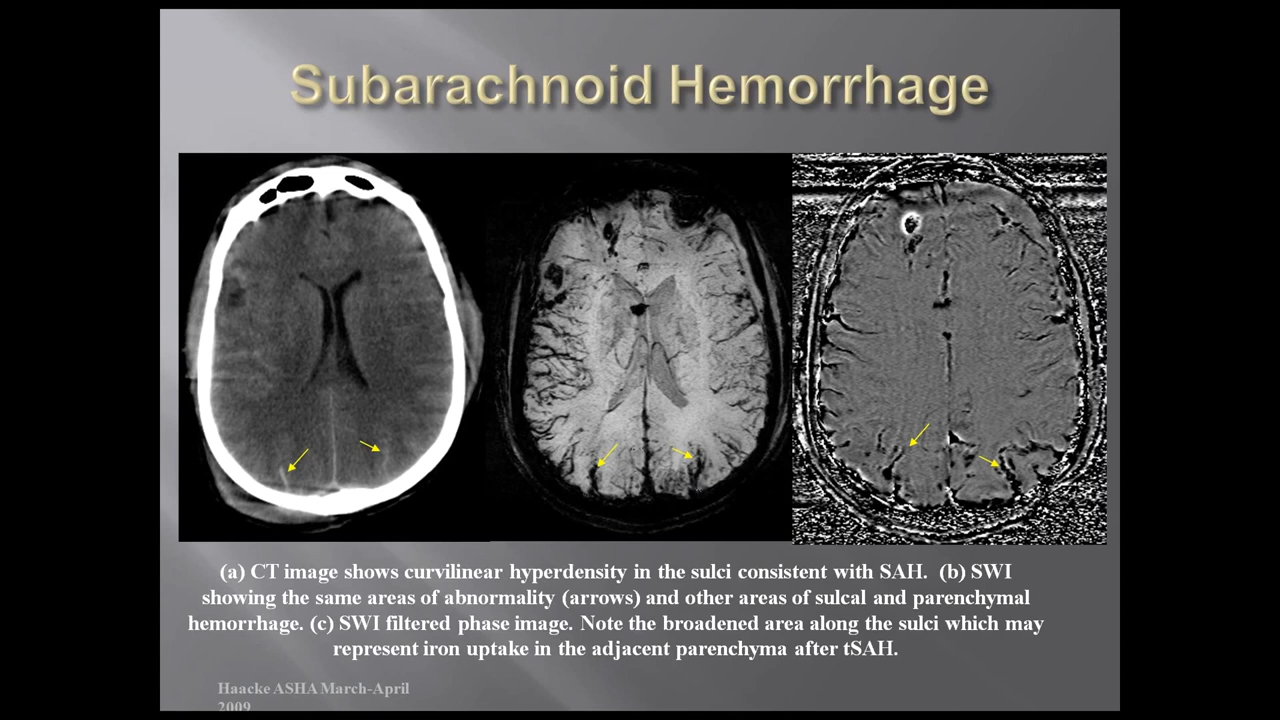 Subarachnoid Hemorrhage
(a) CT image shows curvilinear hyperdensity in the sulci consistent with SAH. (b) SWI
showing the same areas of abnormality (arrows) and other areas of sulcal and parenchymal
hemorrhage. (c) SWI filtered phase image. Note the broadened area along the sulci which may
represent iron uptake in the adjacent parenchyma after tSAH.
Haacke ASHA March-April
2009